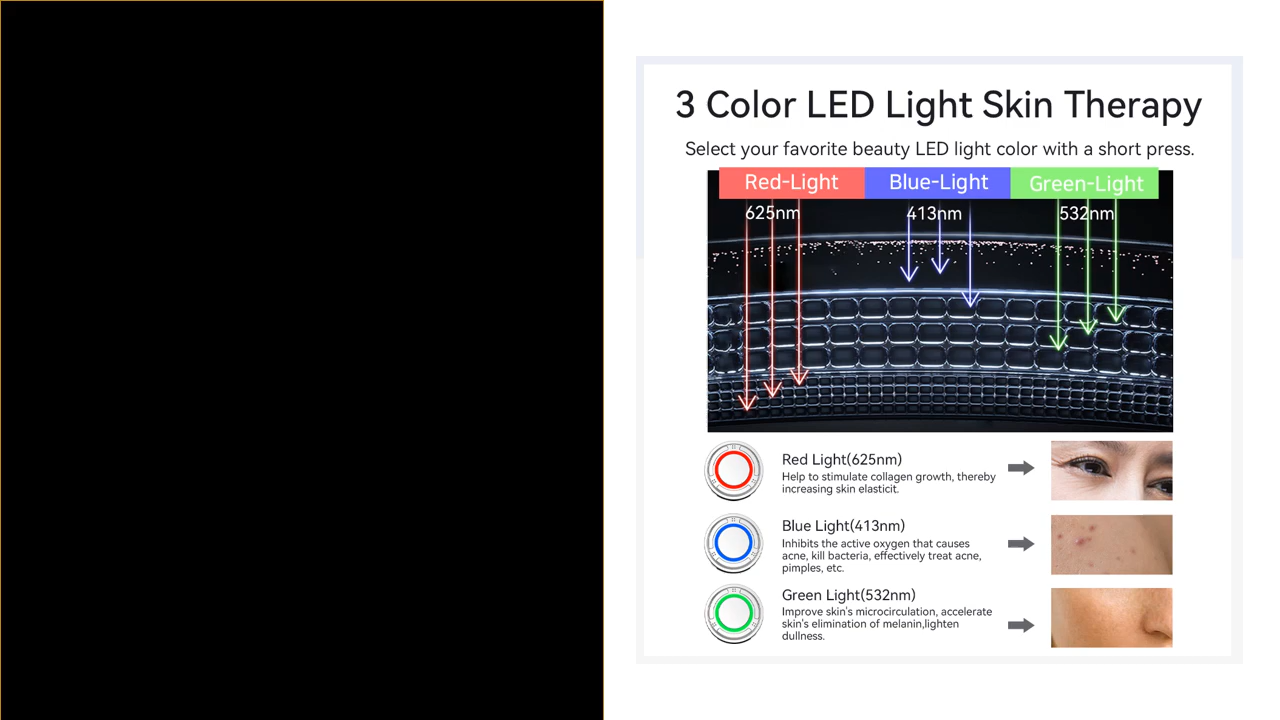 3 Color LED Light Skin Therapy
Select your favorite beauty LED light color with a short press.
Red-Light Blue-Light Green-Light
625nm 413nm 532nm
Red Light(625nm)
Help to stimulate collagen growth, thereby
increasing skin elasticit.
Blue Light(413nm)
Inhibits the active oxygen that causes
acne, kill bacteria, effectively treat acne,
pimples, etc.
Green Light(532nm)
Improve skin's microcirculation, accelerate
skin's elimination of melanin,lighten
dullness.